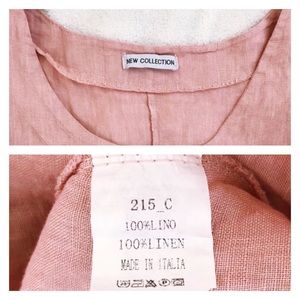 NEW COLLECTION
215_C
100%LINO
100%LINEN
MADE IN ITALIA